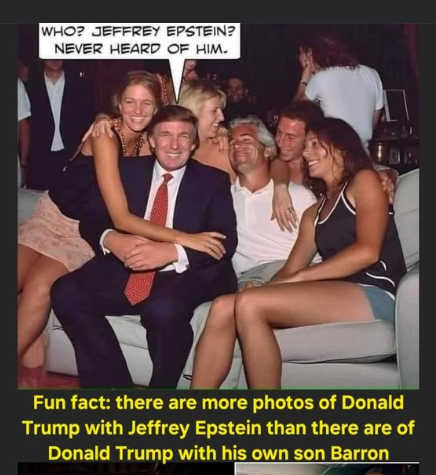 WHO? JEFFREY EPSTEIN?
NEVER HEARD OF HIM.
Fun fact: there are more photos of Donald
Trump with Jeffrey Epstein than there are of
Donald Trump with his own son Barron